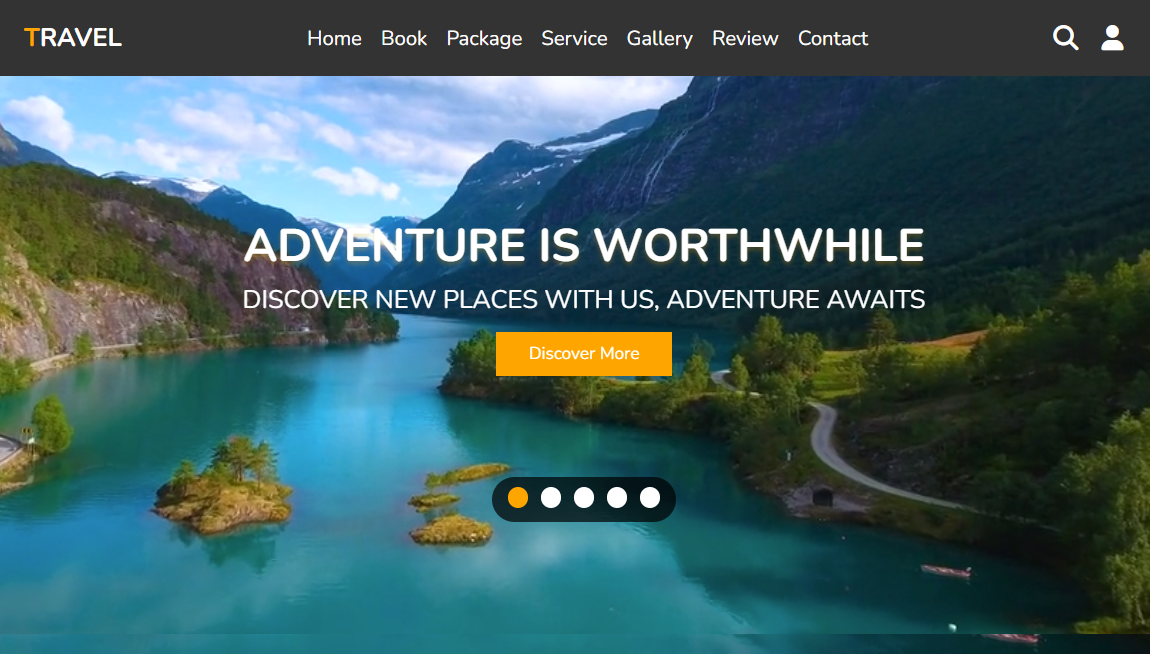 TRAVEL
Home Book Package Service Gallery Review Contact
ADVENTURE IS WORTHWHILE
DISCOVER NEW PLACES WITH US, ADVENTURE AWAITS
Discover More